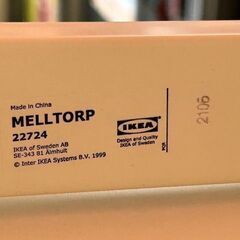 Made in China
MELLTORP
22724
IKEA of Sweden AB
SE-343 81 Älmhult
© Inter IKEA Systems B.V. 1999
IKEA
Design and Quality
IKEA of Sweden
2105